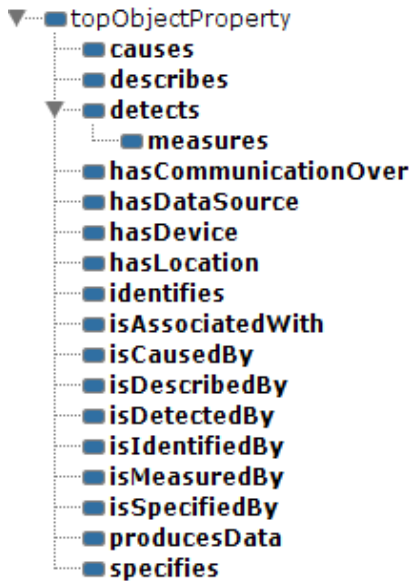 topObjectProperty
causes
describes
detects
measures
hasCommunicationOver
hasDataSource
hasDevice
hasLocation
identifies
isAssociatedWith
isCausedBy
isDescribedBy
isDetectedBy
isIdentifiedBy
isMeasuredBy
isSpecifiedBy
producesData
specifies